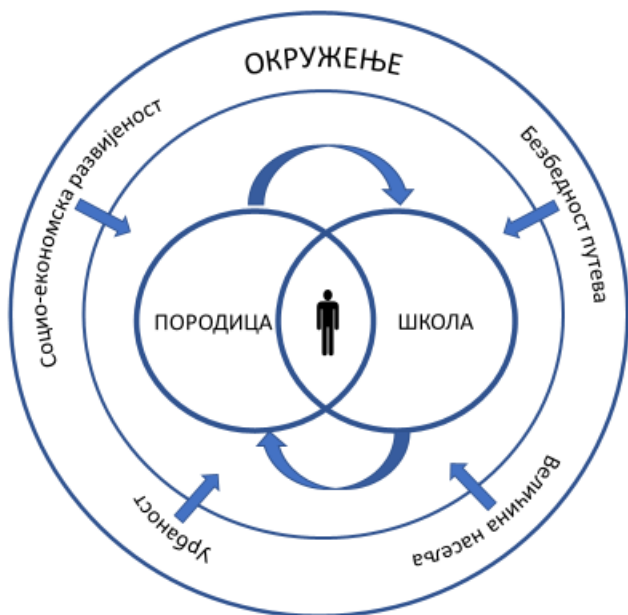 ОКРУЖЕЊЕ
Социо-економска развијеност
Безбедност путева
ПОРОДИЦА
ШКОЛА
Урбаност
Величина насеља